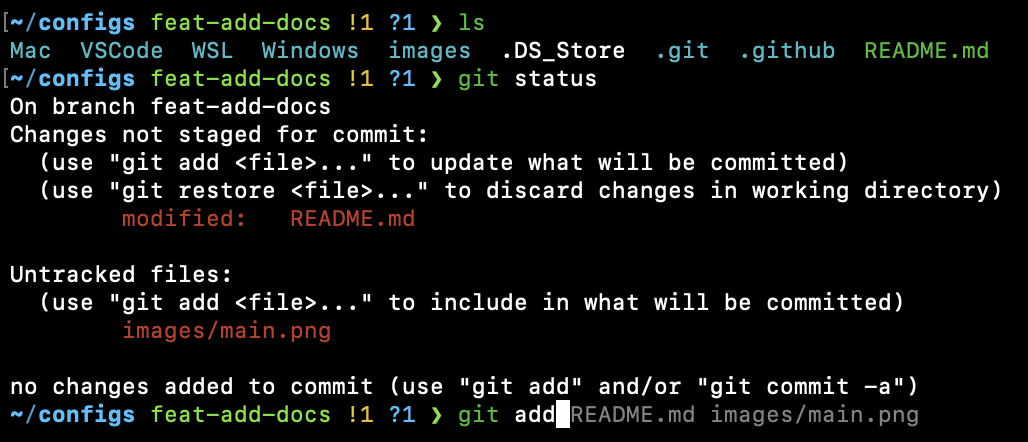 [~/configs feat-add-docs !1 ?1 ❯ ls
Mac  VSCode  WSL  Windows  images  .DS_Store  .git  .github  README.md
[~/configs feat-add-docs !1 ?1 ❯ git status
On branch feat-add-docs
Changes not staged for commit:
  (use "git add <file>..." to update what will be committed)
  (use "git restore <file>..." to discard changes in working directory)
        modified:   README.md
Untracked files:
  (use "git add <file>..." to include in what will be committed)
        images/main.png
no changes added to commit (use "git add" and/or "git commit -a")
~/configs feat-add-docs !1 ?1 ❯ git add README.md images/main.png